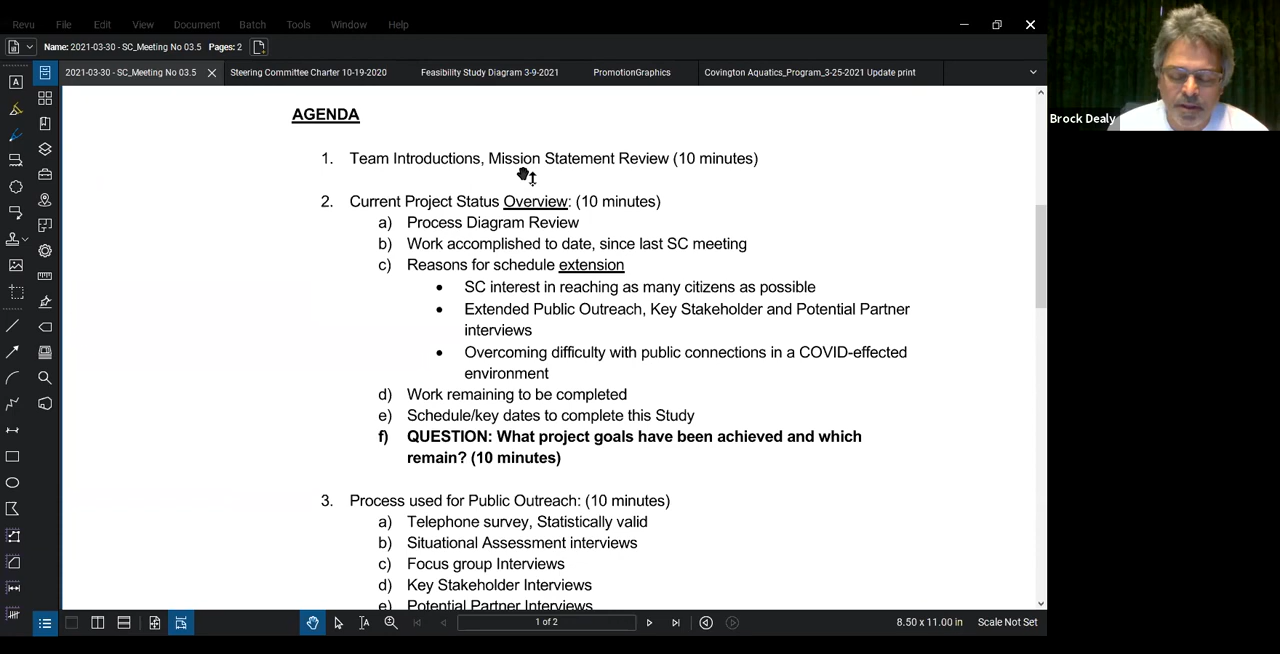 Revu File Edit View Document Batch Tools Window Help
Name: 2021-03-30 - SC_Meeting No 03.5 Pages: 2
2021-03-30 - SC_Meeting No 03.5 Steering Committee Charter 10-19-2020 Feasibility Study Diagram 3-9-2021 PromotionGraphics Covington Aquatics_Program_3-25-2021 Update print
Brock Dealy
AGENDA
1. Team Introductions, Mission Statement Review (10 minutes)
2. Current Project Status Overview: (10 minutes)
a) Process Diagram Review
b) Work accomplished to date, since last SC meeting
c) Reasons for schedule extension
• SC interest in reaching as many citizens as possible
• Extended Public Outreach, Key Stakeholder and Potential Partner
interviews
• Overcoming difficulty with public connections in a COVID-effected
environment
d) Work remaining to be completed
e) Schedule/key dates to complete this Study
f) QUESTION: What project goals have been achieved and which
remain? (10 minutes)
3. Process used for Public Outreach: (10 minutes)
a) Telephone survey, Statistically valid
b) Situational Assessment interviews
c) Focus group Interviews
d) Key Stakeholder Interviews
e) Potential Partner Interviews
1 of 2 8.50 x 11.00 in Scale Not Set